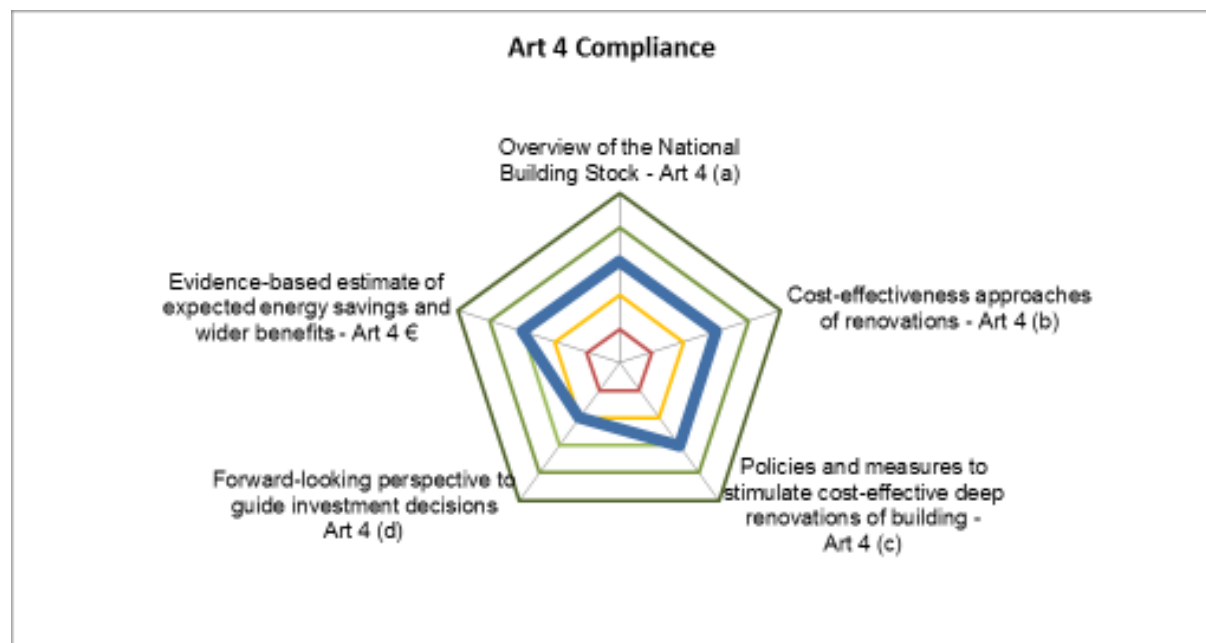 Art 4 Compliance
Overview of the National
Building Stock - Art 4 (a)
Evidence-based estimate of
expected energy savings and
wider benefits - Art 4 €
Cost-effectiveness approaches
of renovations - Art 4 (b)
Forward-looking perspective to
guide investment decisions
Art 4 (d)
Policies and measures to
stimulate cost-effective deep
renovations of building -
Art 4 (c)